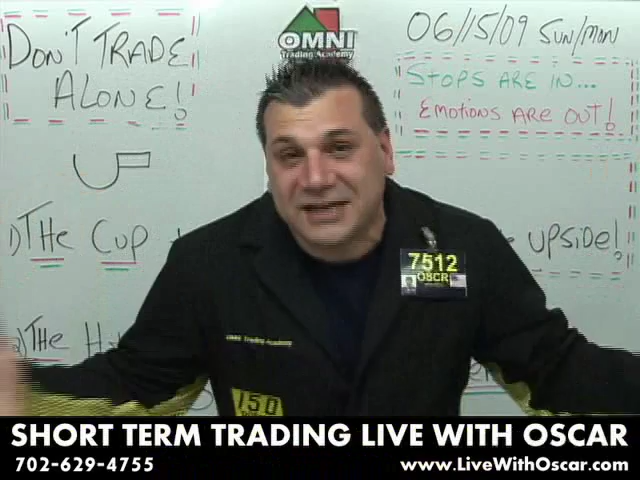 DON'T TRADE
ALONE!
OMNI
Trading Academy
06/15/09 SUN/MON
STOPS ARE IN...
EMOTIONS ARE OUT!
1) THE CUP
UPSIDE!
7512
OSCR
2) THE H
Trading Academy
150
SHORT TERM TRADING LIVE WITH OSCAR
702-629-4755
www.LiveWithOscar.com